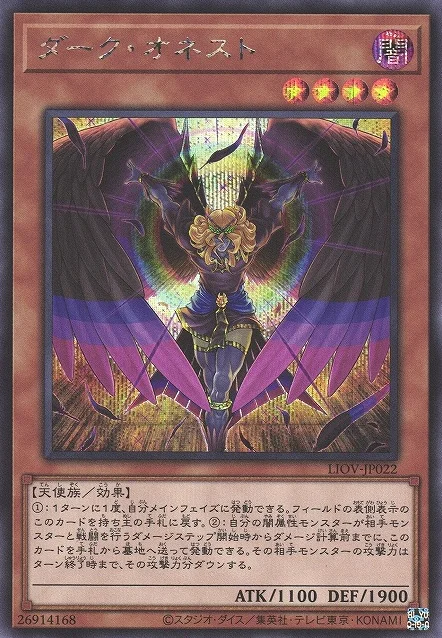 ダーク・オネスト
闇
LIOV-JP022
【天使族／効果】
①：1ターンに1度、自分メインフェイズに発動できる。フィールドの表側表示の
このカードを持ち主の手札に戻す。②：自分の闇属性モンスターが相手モン
スターと戦闘を行うダメージステップ開始時からダメージ計算前までに、この
カードを手札から墓地へ送って発動できる。その相手モンスターの攻撃力は
ターン終了時まで、その攻撃力分ダウンする。
ATK/1100 DEF/1900
26914168
©スタジオ・ダイス／集英社・テレビ東京・KONAMI